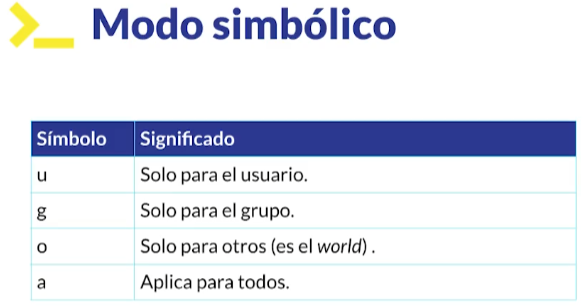 Modo simbólico
Símbolo Significado
u Solo para el usuario.
g Solo para el grupo.
o Solo para otros (es el world) .
a Aplica para todos.